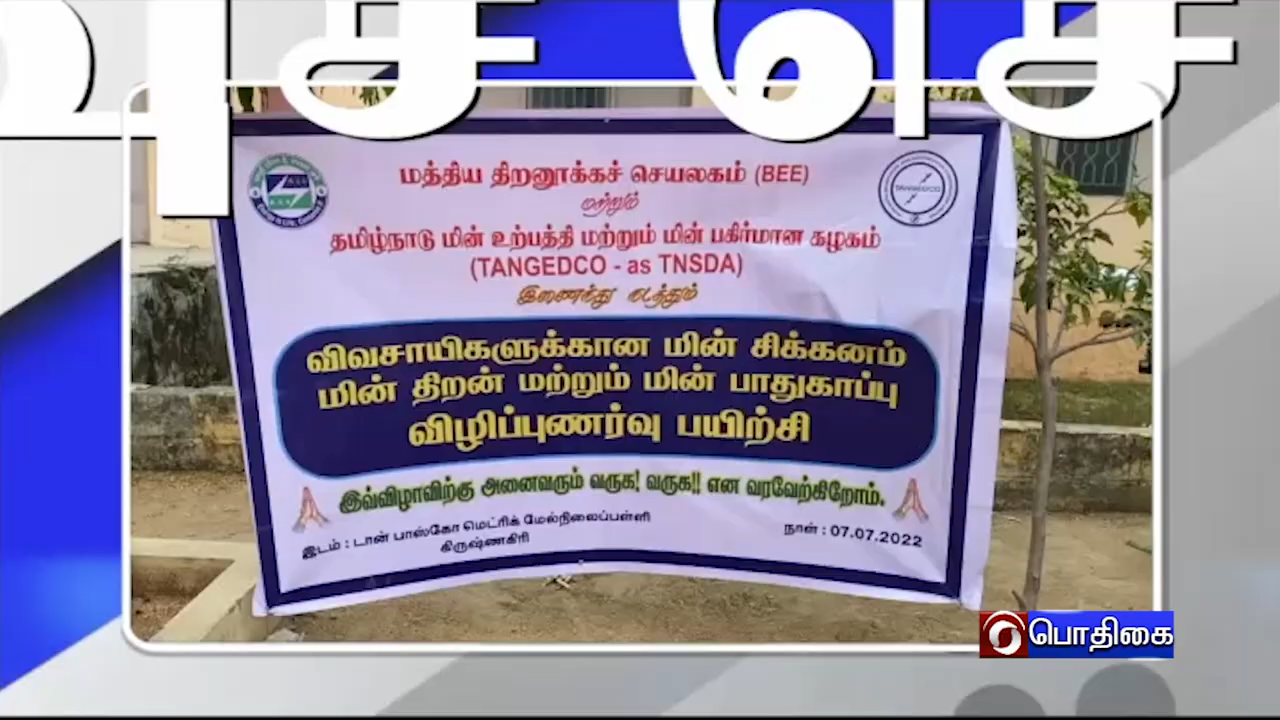 மத்திய திறனூக்கச் செயலகம் (BEE)
மற்றும்
TANGEDCO
தமிழ்நாடு மின் உற்பத்தி மற்றும் மின் பகிர்மான கழகம்
(TANGEDCO - as TNSDA)
இணைந்து நடத்தும்
விவசாயிகளுக்கான மின் சிக்கனம்
மின் திறன் மற்றும் மின் பாதுகாப்பு
விழிப்புணர்வு பயிற்சி
இவ்விழாவிற்கு அனைவரும் வருக! வருக!! என வரவேற்கிறோம்.
இடம் : டான் பாஸ்கோ மெட்ரிக் மேல்நிலைப்பள்ளி
கிருஷ்ணகிரி
நாள் : 07.07.2022
பொதிகை